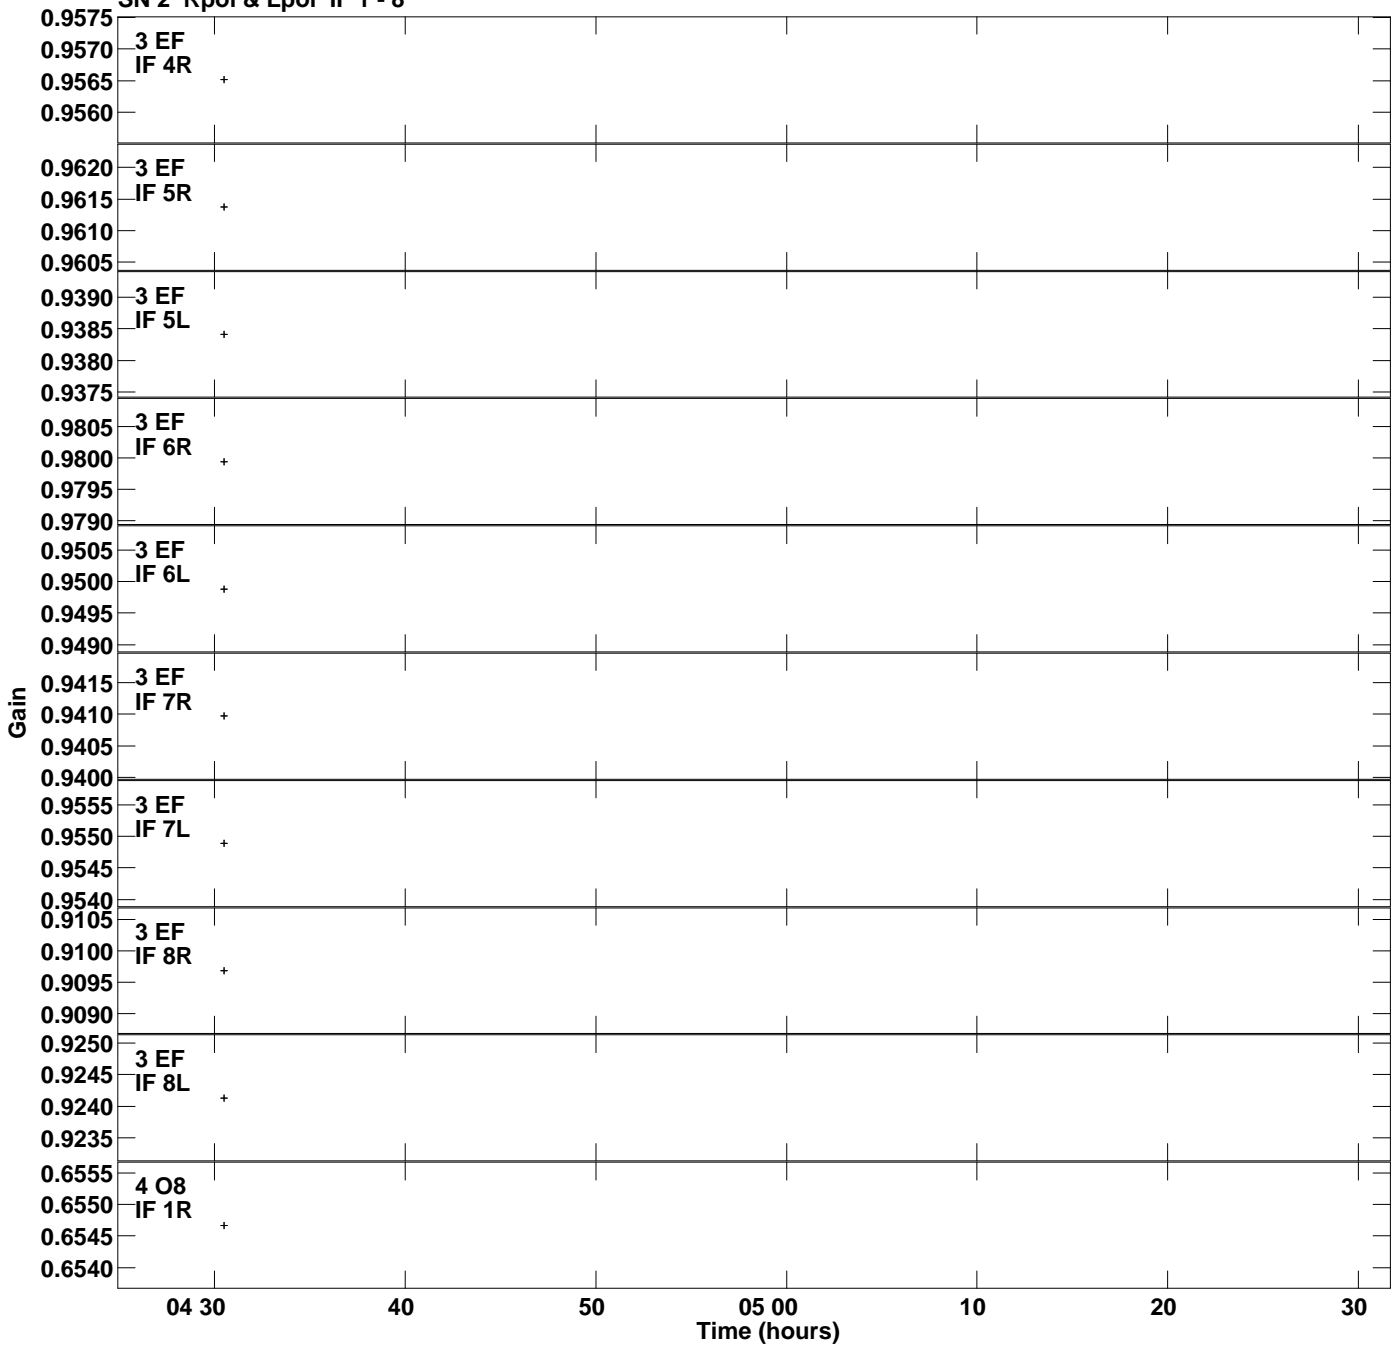 SN 2 Rpol & Lpol IF 1 - 8
0.9575
0.9570
0.9565
0.9560
3 EF
IF 4R
0.9620
0.9615
0.9610
0.9605
3 EF
IF 5R
0.9390
0.9385
0.9380
0.9375
3 EF
IF 5L
0.9805
0.9800
0.9795
0.9790
3 EF
IF 6R
0.9505
0.9500
0.9495
0.9490
3 EF
IF 6L
Gain
0.9415
0.9410
0.9405
0.9400
3 EF
IF 7R
0.9555
0.9550
0.9545
0.9540
3 EF
IF 7L
0.9105
0.9100
0.9095
0.9090
3 EF
IF 8R
0.9250
0.9245
0.9240
0.9235
3 EF
IF 8L
0.6555
0.6550
0.6545
0.6540
4 O8
IF 1R
04 30 40 50 05 00 10 20 30
Time (hours)